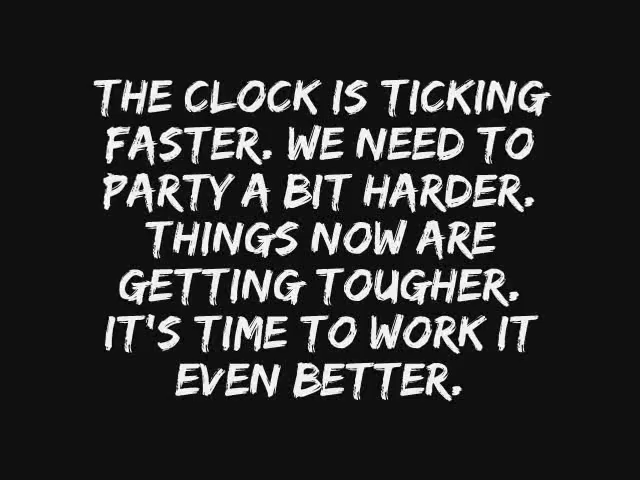 THE CLOCK IS TICKING
FASTER. WE NEED TO
PARTY A BIT HARDER.
THINGS NOW ARE
GETTING TOUGHER.
IT'S TIME TO WORK IT
EVEN BETTER.